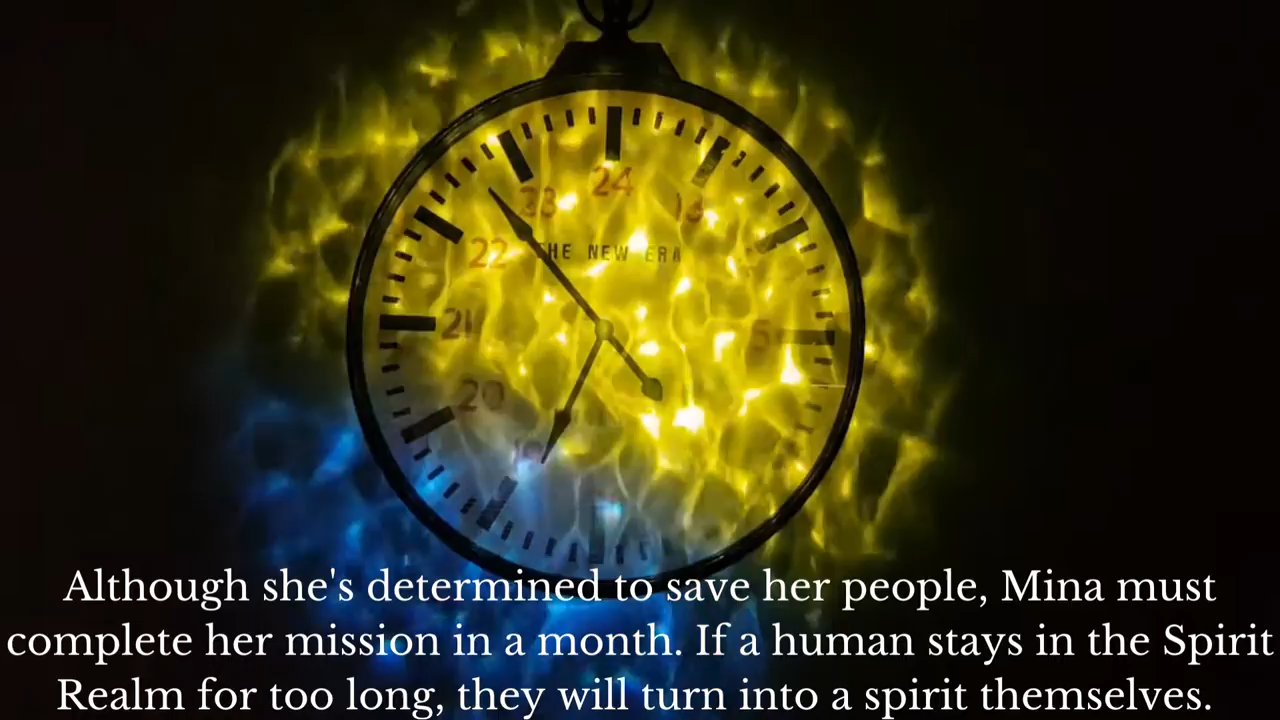 24
23
22
THE NEW ERA
21
20
Although she's determined to save her people, Mina must
complete her mission in a month. If a human stays in the Spirit
Realm for too long, they will turn into a spirit themselves.